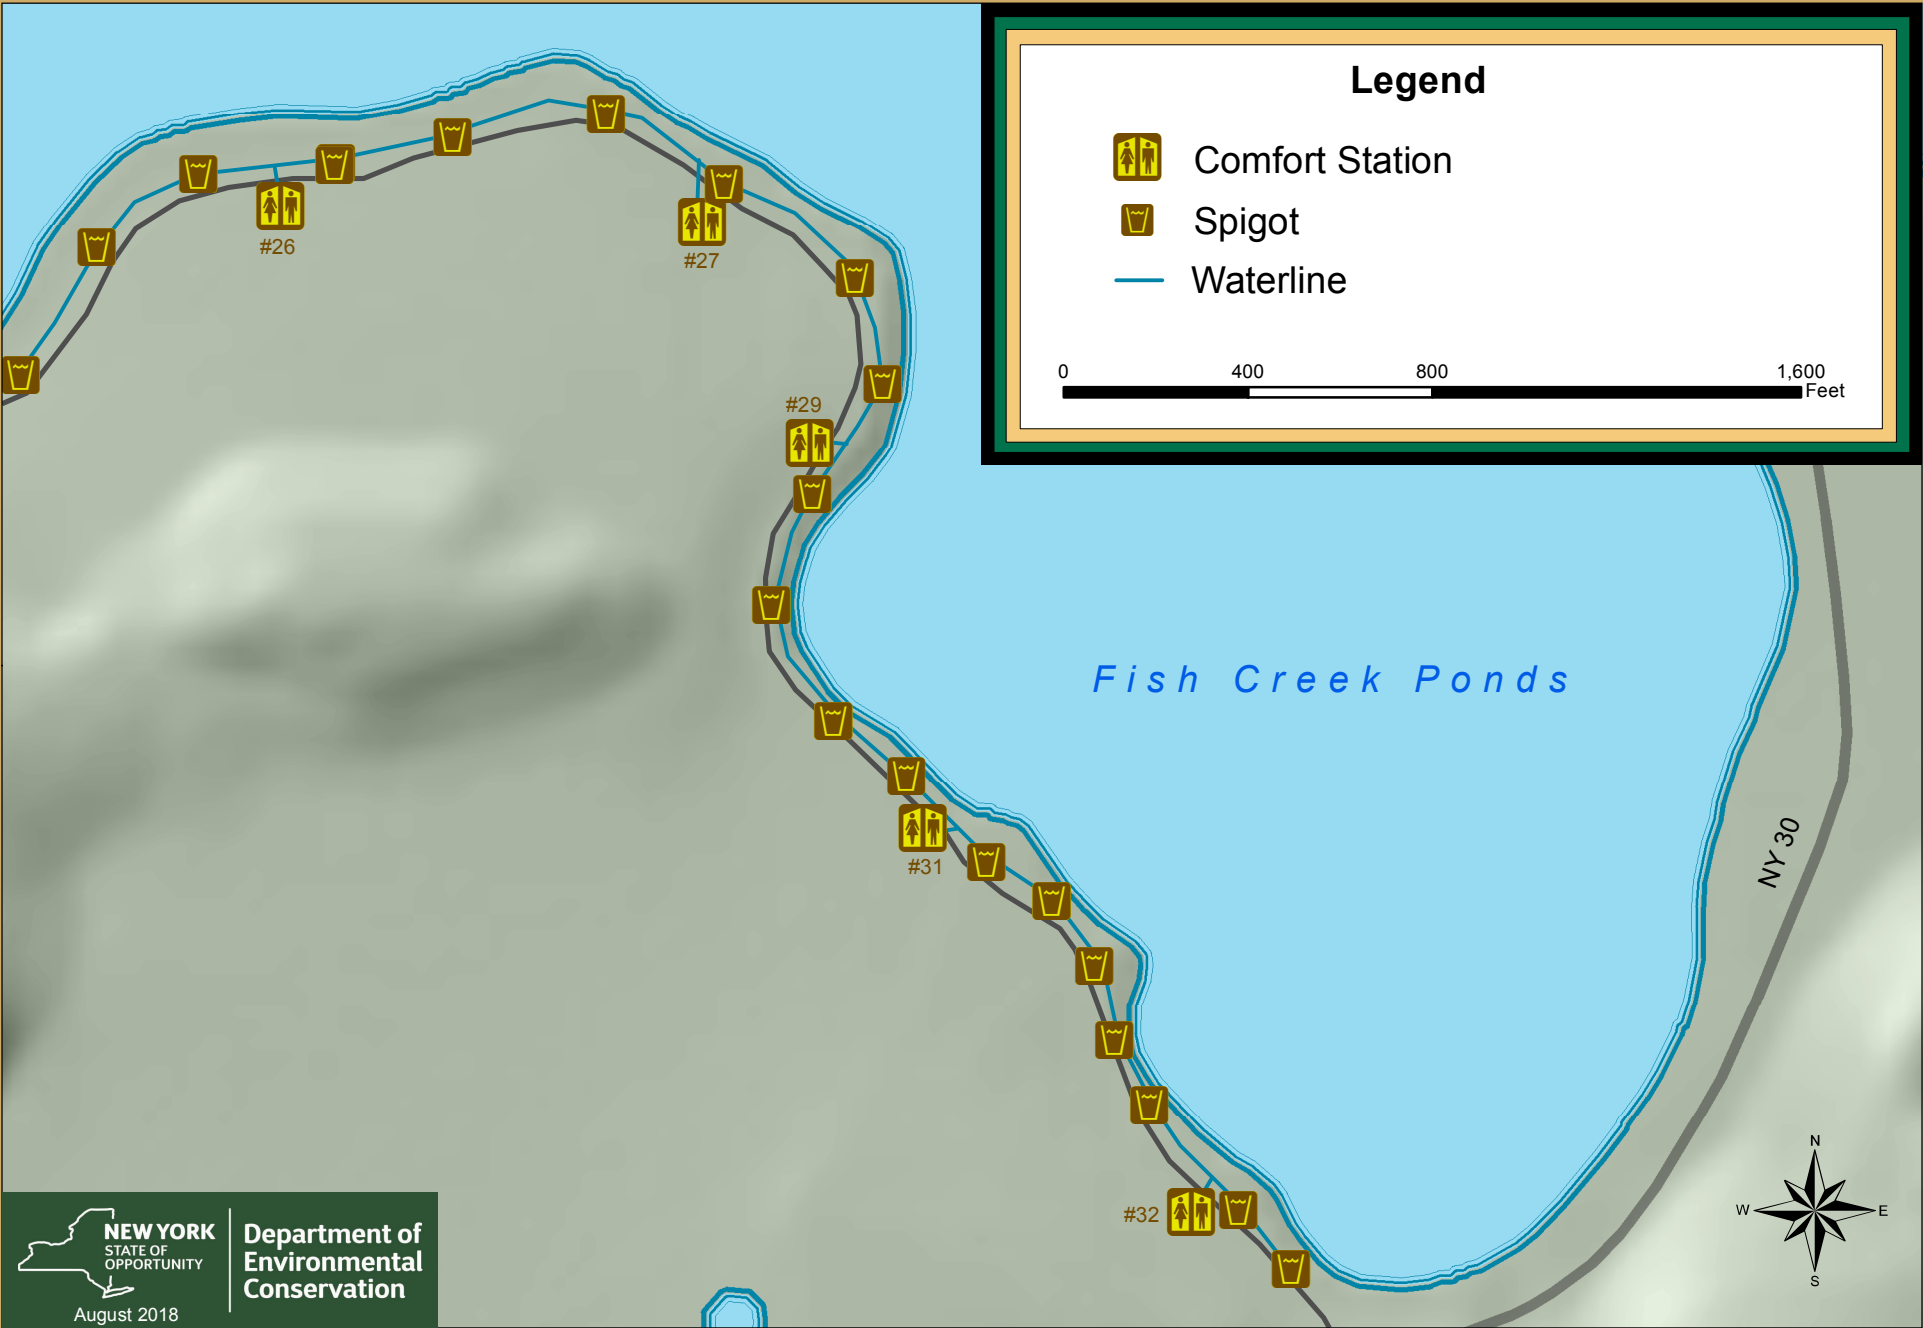 Legend
Comfort Station
Spigot
Waterline
0 400 800 1,600
Feet
#26
#27
#29
Fish Creek Ponds
NY 30
#31
#32
N
W E
S
NEW YORK
STATE OF
OPPORTUNITY
Department of
Environmental
Conservation
August 2018